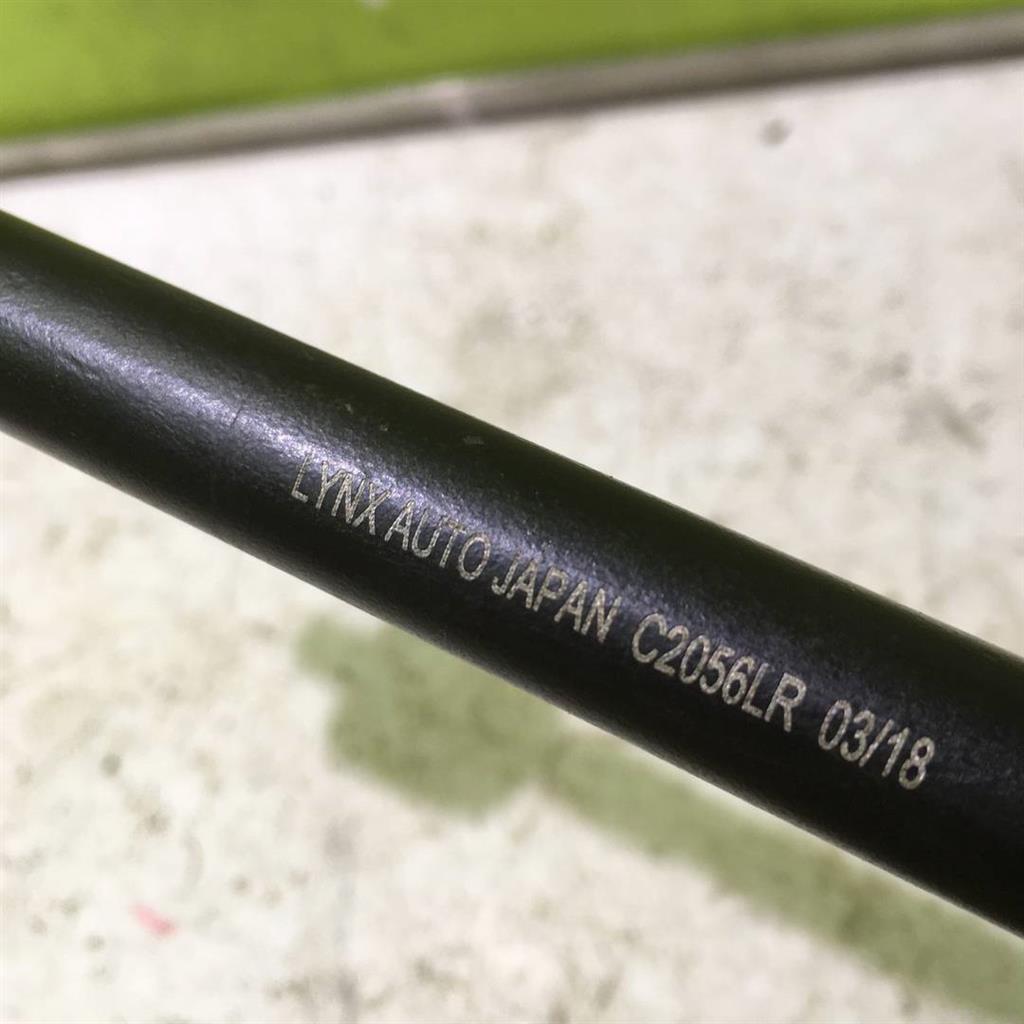 LYNX AUTO JAPAN C2056LR 03/18